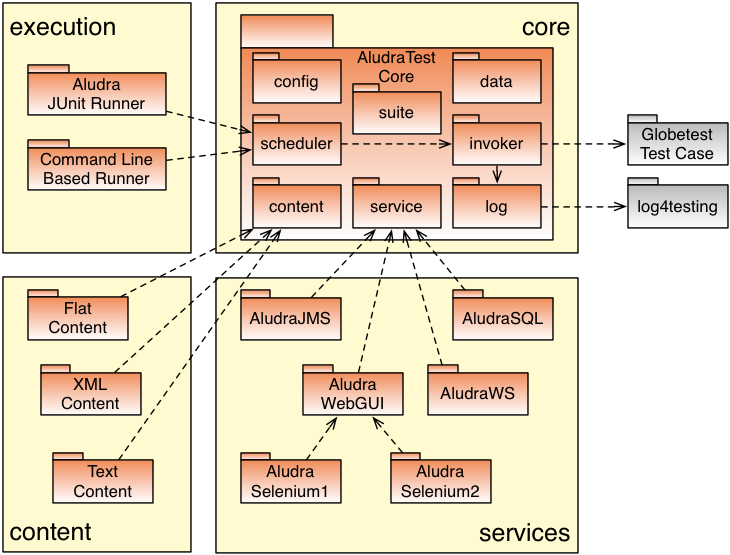 execution
Aludra
JUnit Runner
Command Line
Based Runner
core
AludraTest
Core
config
data
suite
scheduler
invoker
content
service
log
Globetest
Test Case
log4testing
Flat
Content
XML
Content
Text
Content
content
AludraJMS
AludraSQL
Aludra
WebGUI
AludraWS
Aludra
Selenium1
Aludra
Selenium2
services